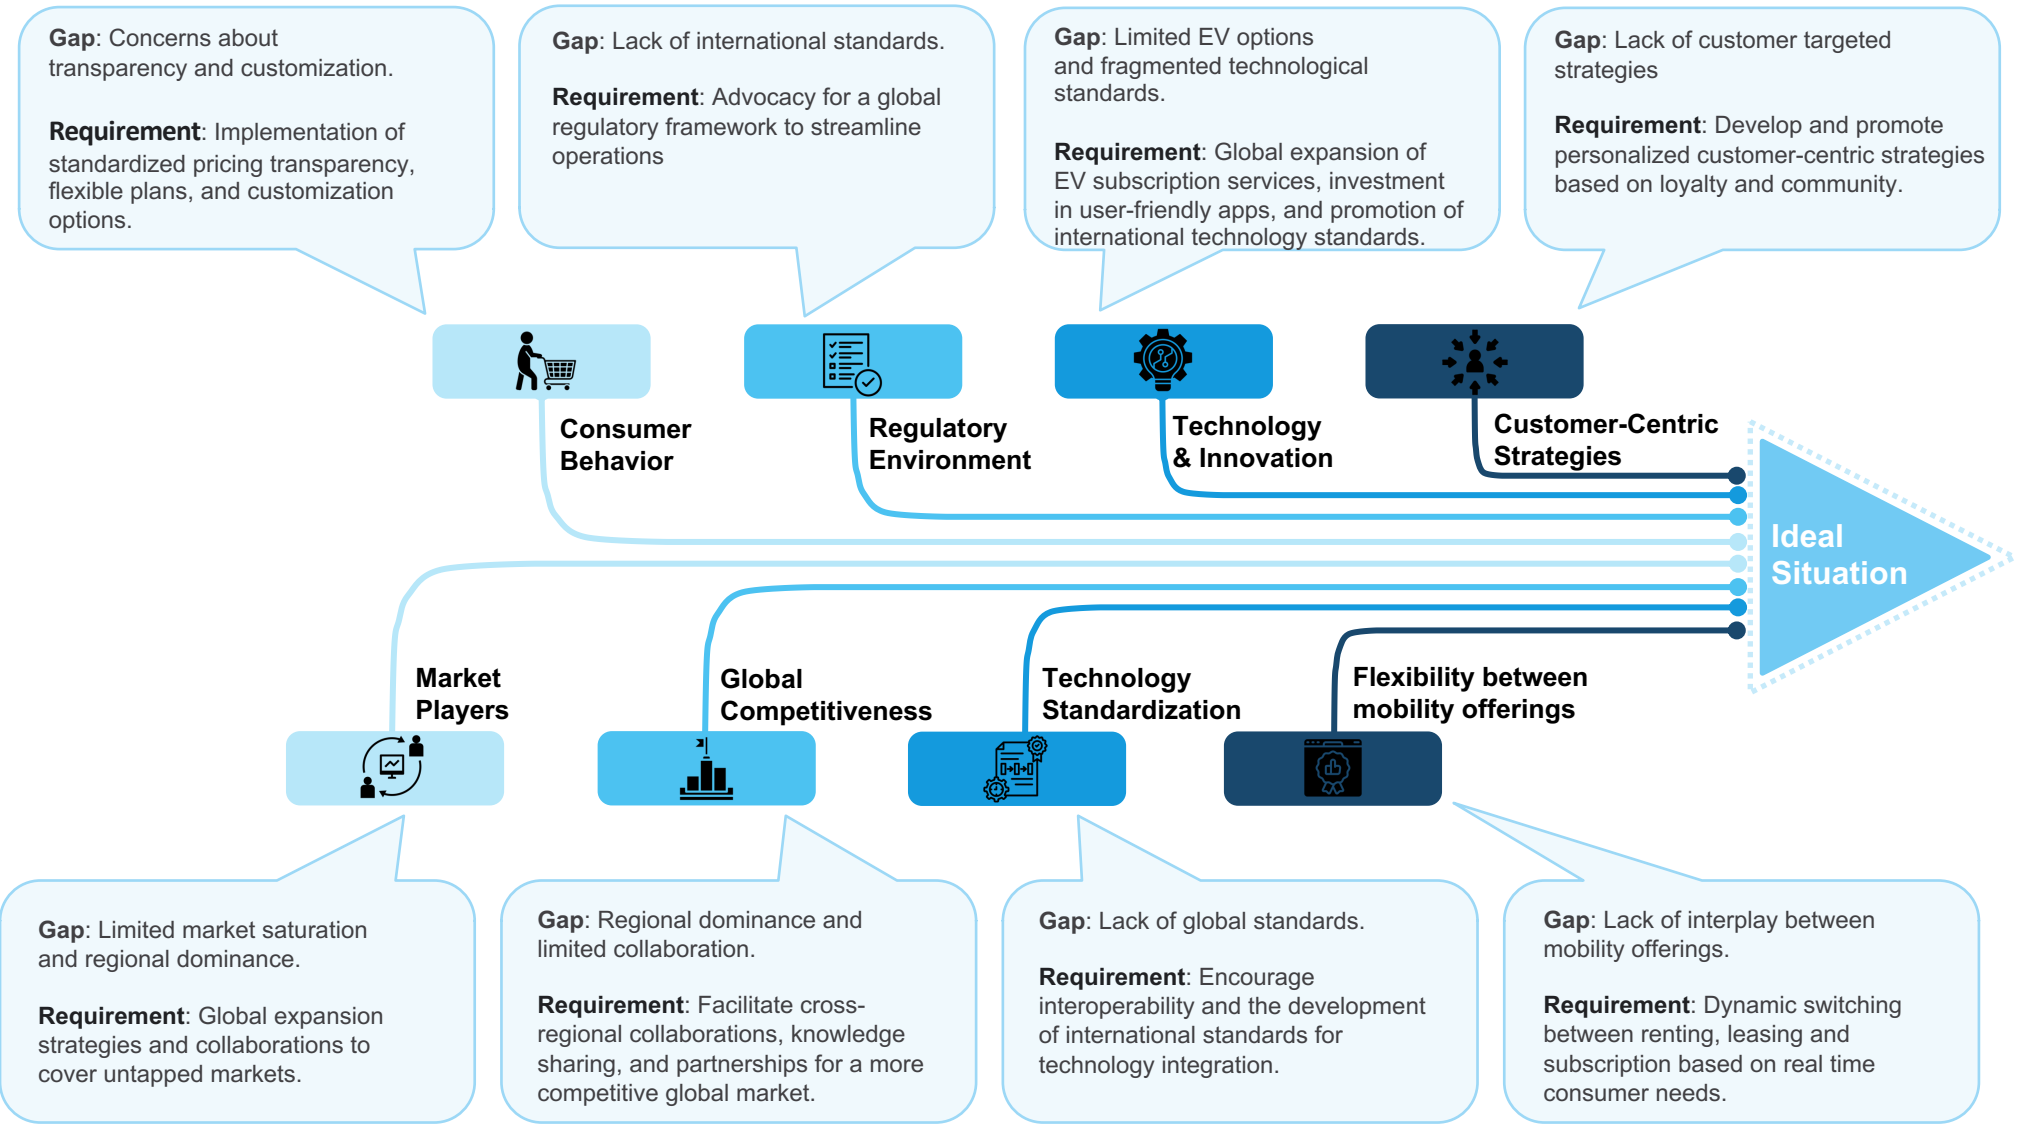 Gap: Concerns about
transparency and customization.
Requirement: Implementation of
standardized pricing transparency,
flexible plans, and customization
options.
Gap: Lack of international standards.
Requirement: Advocacy for a global
regulatory framework to streamline
operations
Gap: Limited EV options
and fragmented technological
standards.
Requirement: Global expansion of
EV subscription services, investment
in user-friendly apps, and promotion of
international technology standards.
Gap: Lack of customer targeted
strategies
Requirement: Develop and promote
personalized customer-centric strategies
based on loyalty and community.
Consumer
Behavior
Regulatory
Environment
Technology
& Innovation
Customer-Centric
Strategies
Ideal
Situation
Market
Players
Global
Competitiveness
Technology
Standardization
Flexibility between
mobility offerings
Gap: Limited market saturation
and regional dominance.
Requirement: Global expansion
strategies and collaborations to
cover untapped markets.
Gap: Regional dominance and
limited collaboration.
Requirement: Facilitate cross-
regional collaborations, knowledge
sharing, and partnerships for a more
competitive global market.
Gap: Lack of global standards.
Requirement: Encourage
interoperability and the development
of international standards for
technology integration.
Gap: Lack of interplay between
mobility offerings.
Requirement: Dynamic switching
between renting, leasing and
subscription based on real time
consumer needs.